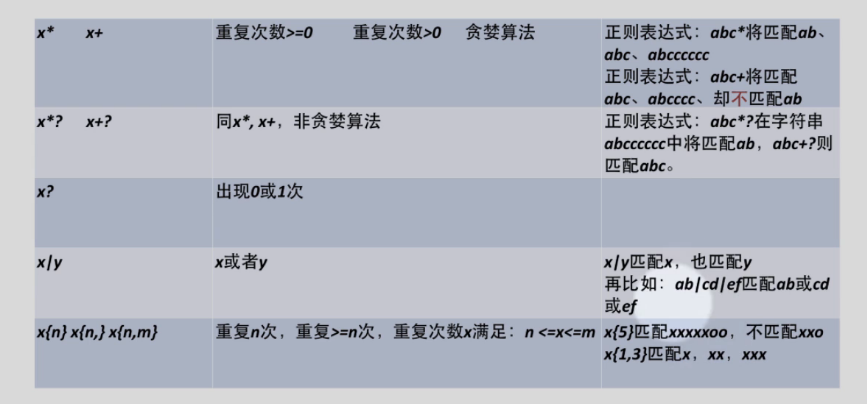 x* x+ 重复次数>=0 重复次数>0 贪婪算法 正则表达式：abc*将匹配ab、
abc、abcccccc
正则表达式：abc+将匹配
abc、abcccc、却不匹配ab
x*? x+? 同x*, x+，非贪婪算法 正则表达式：abc*?在字符串
abcccccc中将匹配ab，abc+?则
匹配abc。
x? 出现0或1次
x|y x或者y x|y匹配x，也匹配y
再比如：ab|cd|ef匹配ab或cd
或ef
x{n} x{n,} x{n,m} 重复n次，重复>=n次，重复次数x满足：n <=x<=m x{5}匹配xxxxxoo，不匹配xxo
x{1,3}匹配x，xx，xxx